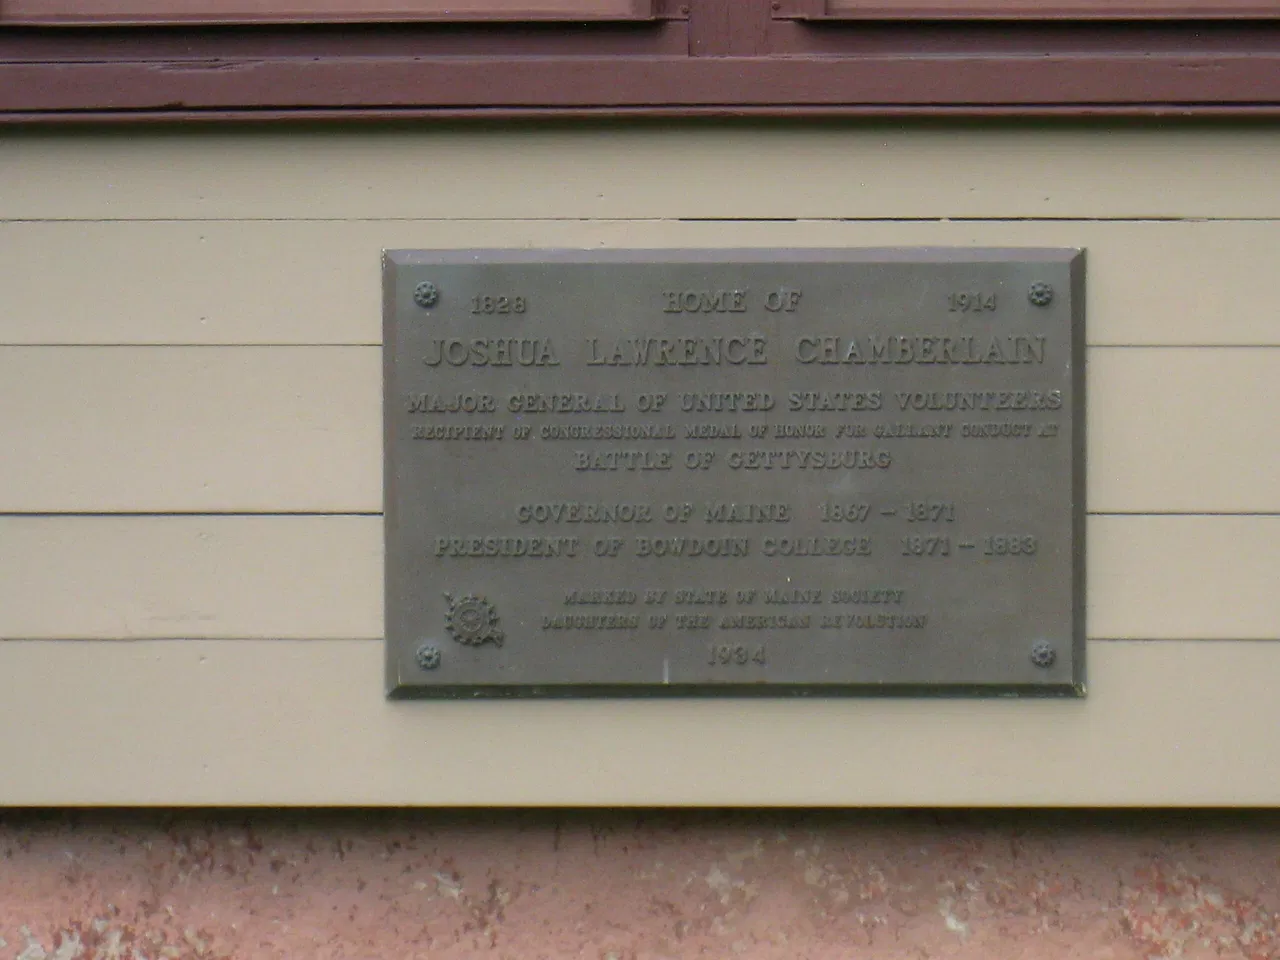 1828 HOME OF 1914
JOSHUA LAWRENCE CHAMBERLAIN
MAJOR GENERAL OF UNITED STATES VOLUNTEERS
RECIPIENT OF CONGRESSIONAL MEDAL OF HONOR FOR GALLANT CONDUCT AT
BATTLE OF GETTYSBURG
GOVERNOR OF MAINE 1867 – 1871
PRESIDENT OF BOWDOIN COLLEGE 1871 – 1883
MARKED BY STATE OF MAINE SOCIETY
DAUGHTERS OF THE AMERICAN REVOLUTION
1934